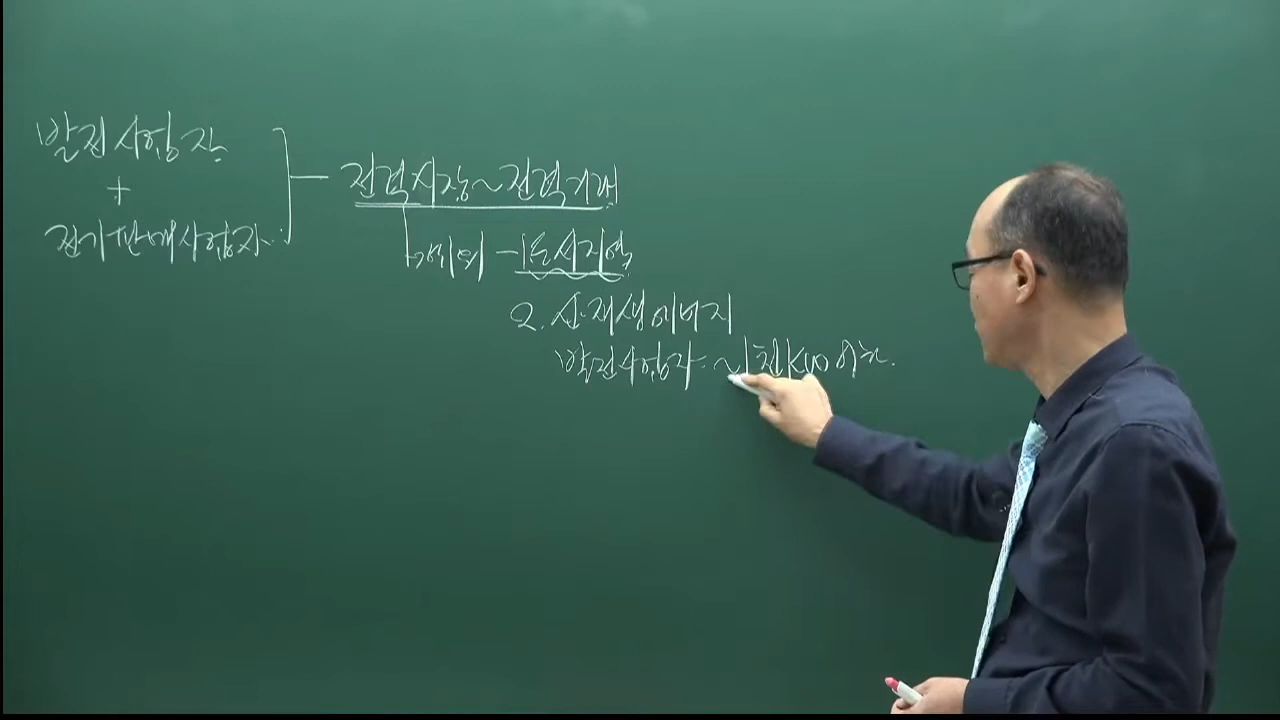 발전사업자
+
전기판매사업자
전력시장~전력거래
예외 - 1. 도서지역
2. 신.재생에너지
발전사업자 ~ 1천kw 이하.